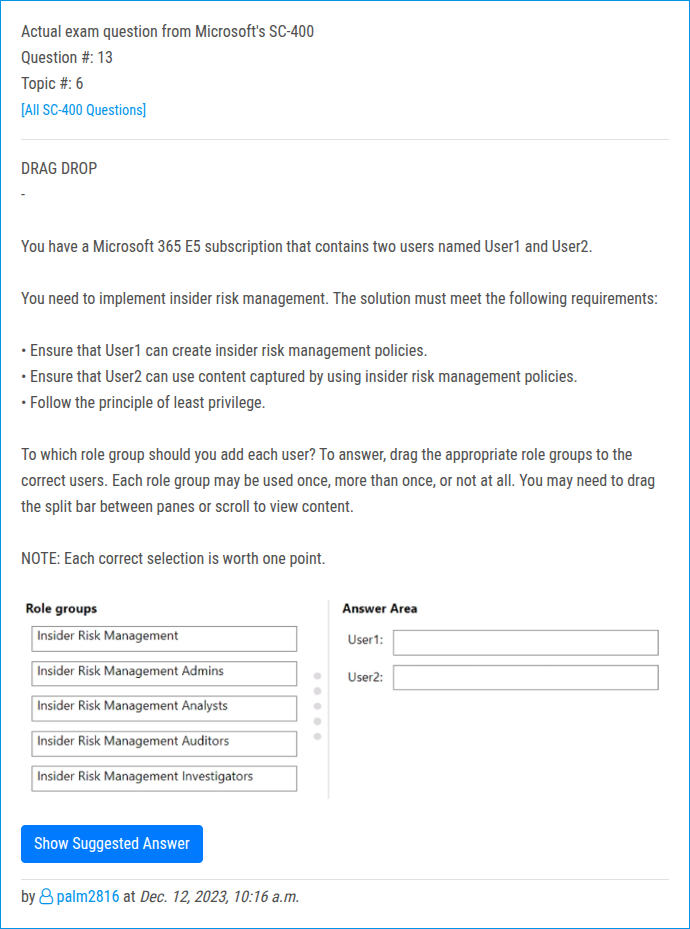 Actual exam question from Microsoft's SC-400
Question #: 13
Topic #: 6
[All SC-400 Questions]
DRAG DROP
-
You have a Microsoft 365 E5 subscription that contains two users named User1 and User2.
You need to implement insider risk management. The solution must meet the following requirements:
• Ensure that User1 can create insider risk management policies.
• Ensure that User2 can use content captured by using insider risk management policies.
• Follow the principle of least privilege.
To which role group should you add each user? To answer, drag the appropriate role groups to the
correct users. Each role group may be used once, more than once, or not at all. You may need to drag
the split bar between panes or scroll to view content.
NOTE: Each correct selection is worth one point.
Role groups
Insider Risk Management
Insider Risk Management Admins
Insider Risk Management Analysts
Insider Risk Management Auditors
Insider Risk Management Investigators
Answer Area
User1:
User2:
Show Suggested Answer
by palm2816 at Dec. 12, 2023, 10:16 a.m.